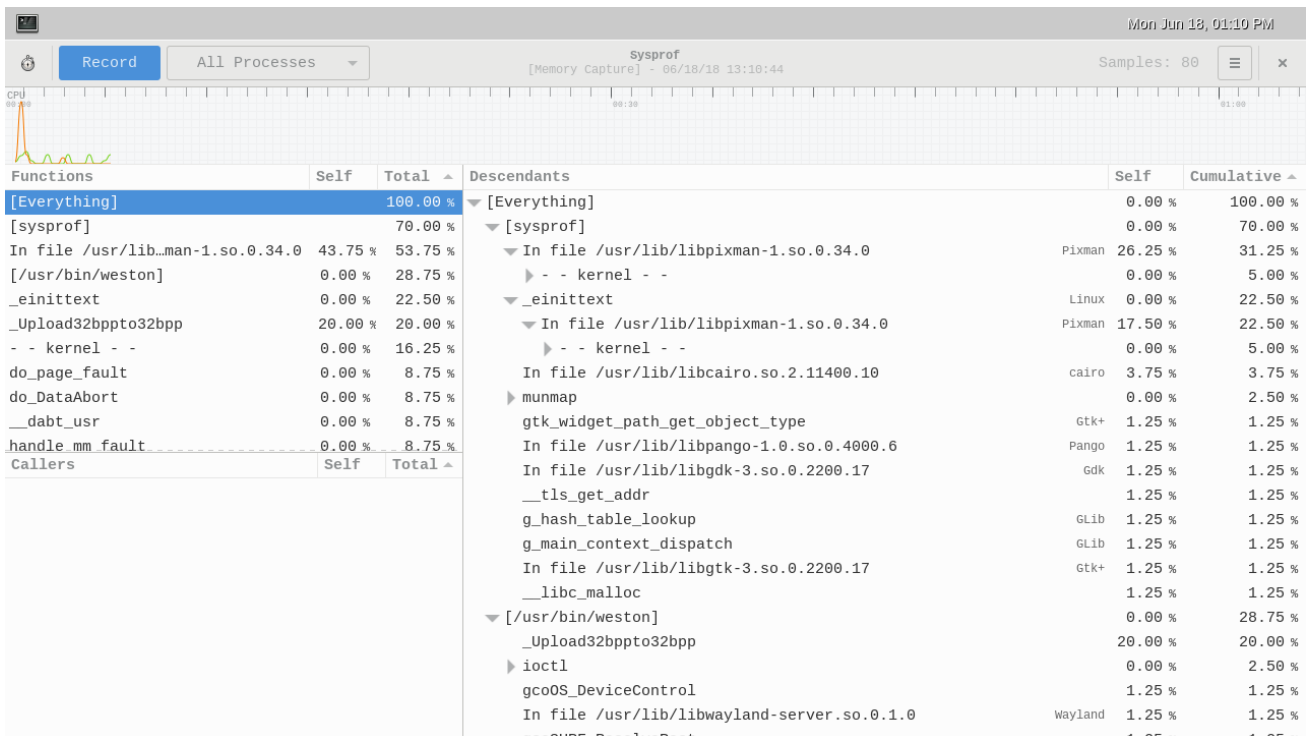 Mon Jun 18, 01:10 PM
Record
All Processes
Sysprof
[Memory Capture] - 06/18/18 13:10:44
Samples: 80
CPU
00:00
00:30
01:00
Functions Self Total
[Everything] 100.00 %
[sysprof] 70.00 %
In file /usr/lib…man-1.so.0.34.0 43.75 % 53.75 %
[/usr/bin/weston] 0.00 % 28.75 %
_einittext 0.00 % 22.50 %
_Upload32bppto32bpp 20.00 % 20.00 %
- - kernel - - 0.00 % 16.25 %
do_page_fault 0.00 % 8.75 %
do_DataAbort 0.00 % 8.75 %
__dabt_usr 0.00 % 8.75 %
handle_mm_fault 0.00 % 8.75 %
Callers Self Total
Descendants Self Cumulative
[Everything] 0.00 % 100.00 %
[sysprof] 0.00 % 70.00 %
In file /usr/lib/libpixman-1.so.0.34.0 Pixman 26.25 % 31.25 %
- - kernel - - 0.00 % 5.00 %
_einittext Linux 0.00 % 22.50 %
In file /usr/lib/libpixman-1.so.0.34.0 Pixman 17.50 % 22.50 %
- - kernel - - 0.00 % 5.00 %
In file /usr/lib/libcairo.so.2.11400.10 cairo 3.75 % 3.75 %
munmap 0.00 % 2.50 %
gtk_widget_path_get_object_type Gtk+ 1.25 % 1.25 %
In file /usr/lib/libpango-1.0.so.0.4000.6 Pango 1.25 % 1.25 %
In file /usr/lib/libgdk-3.so.0.2200.17 Gdk 1.25 % 1.25 %
__tls_get_addr 1.25 % 1.25 %
g_hash_table_lookup GLib 1.25 % 1.25 %
g_main_context_dispatch GLib 1.25 % 1.25 %
In file /usr/lib/libgtk-3.so.0.2200.17 Gtk+ 1.25 % 1.25 %
__libc_malloc 1.25 % 1.25 %
[/usr/bin/weston] 0.00 % 28.75 %
_Upload32bppto32bpp 20.00 % 20.00 %
ioctl 0.00 % 2.50 %
gcoOS_DeviceControl 1.25 % 1.25 %
In file /usr/lib/libwayland-server.so.0.1.0 Wayland 1.25 % 1.25 %